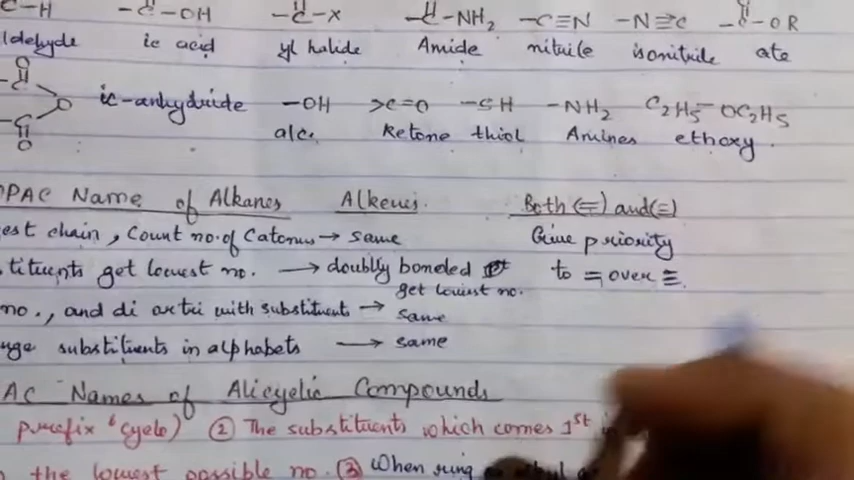 C-H -C-OH -C-X -C-NH2 -C≡N -N≡C -C-OR
ldehyde ic acid yl halide Amide nitrile isonitrile ate
O
-C
O ic-anhydride -OH >C=O -SH -NH2 C2H5-OC2H5
-C alc. Ketone thiol Amines ethoxy.
O
PAC Name of Alkanes Alkenes. Both (=) and (≡)
est chain, Count no. of Catoms → same Give priority
tituents get lowest no. → doubly bonded to = over ≡.
get lowest no.
no., and di or tri with substituent → same
nge substituents in alphabets → same
AC Names of Alicyclic Compounds
prefix 'Cyclo) ② The substituents which comes 1st
the lowest possible no. ③ When ring